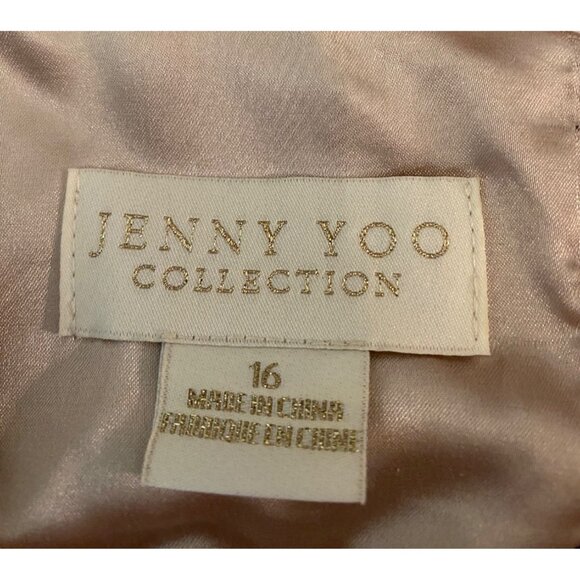 JENNY YOO
COLLECTION
16
MADE IN CHINA
FABRIQUE EN CHINE